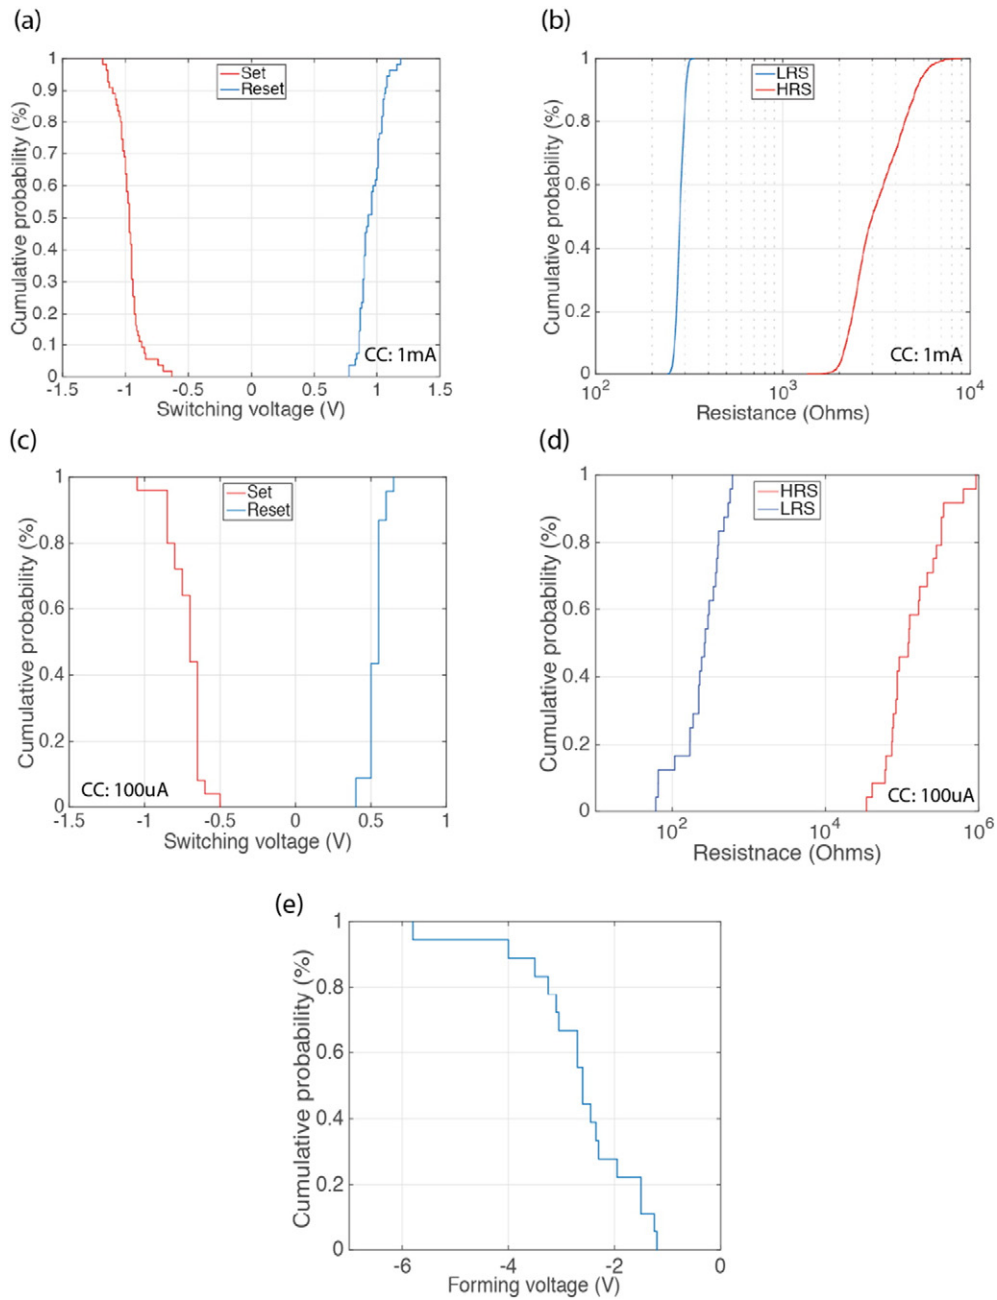 (a)
Cumulative probability (%)
1
0.9
0.8
0.7
0.6
0.5
0.4
0.3
0.2
0.1
0
Set
Reset
CC: 1mA
-1.5 -1 -0.5 0 0.5 1 1.5
Switching voltage (V)
(b)
Cumulative probability (%)
1
0.8
0.6
0.4
0.2
0
LRS
HRS
CC: 1mA
10^2 10^3 10^4
Resistance (Ohms)
(c)
Cumulative probability (%)
1
0.8
0.6
0.4
0.2
0
Set
Reset
CC: 100uA
-1.5 -1 -0.5 0 0.5 1
Switching voltage (V)
(d)
Cumulative probability (%)
1
0.8
0.6
0.4
0.2
0
HRS
LRS
CC: 100uA
10^2 10^4 10^6
Resistnace (Ohms)
(e)
Cumulative probability (%)
1
0.8
0.6
0.4
0.2
0
-6 -4 -2 0
Forming voltage (V)